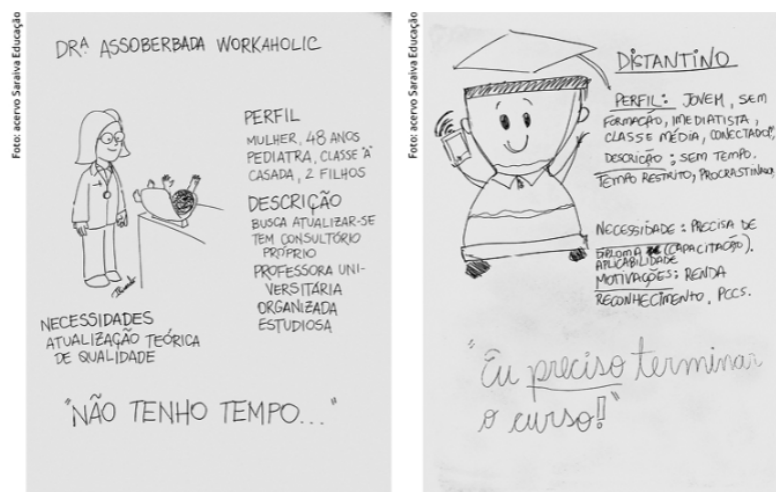 Foto: acervo Saraiva Educação
DRª ASSOBERBADA WORKAHOLIC
PERFIL
MULHER, 48 ANOS
PEDIATRA, CLASSE "A"
CASADA, 2 FILHOS
DESCRIÇÃO
BUSCA ATUALIZAR-SE
TEM CONSULTÓRIO
PRÓPRIO
PROFESSORA UNI-
VERSITÁRIA
ORGANIZADA
ESTUDIOSA
NECESSIDADES
ATUALIZAÇÃO TEÓRICA
DE QUALIDADE
"NÃO TENHO TEMPO..."
Foto: acervo Saraiva Educação
DISTANTINO
PERFIL: JOVEM, SEM
FORMAÇÃO, IMEDIATISTA,
CLASSE MÉDIA, CONECTADO,
DESCRIÇÃO: SEM TEMPO.
TEMPO RESTRITO, PROCRASTINADOR
NECESSIDADE: PRECISA DE
DIPLOMA (CAPACITAÇÃO).
APLICABILIDADE
MOTIVAÇÕES: RENDA
RECONHECIMENTO, PCCS.
"Eu preciso terminar
o curso!!"